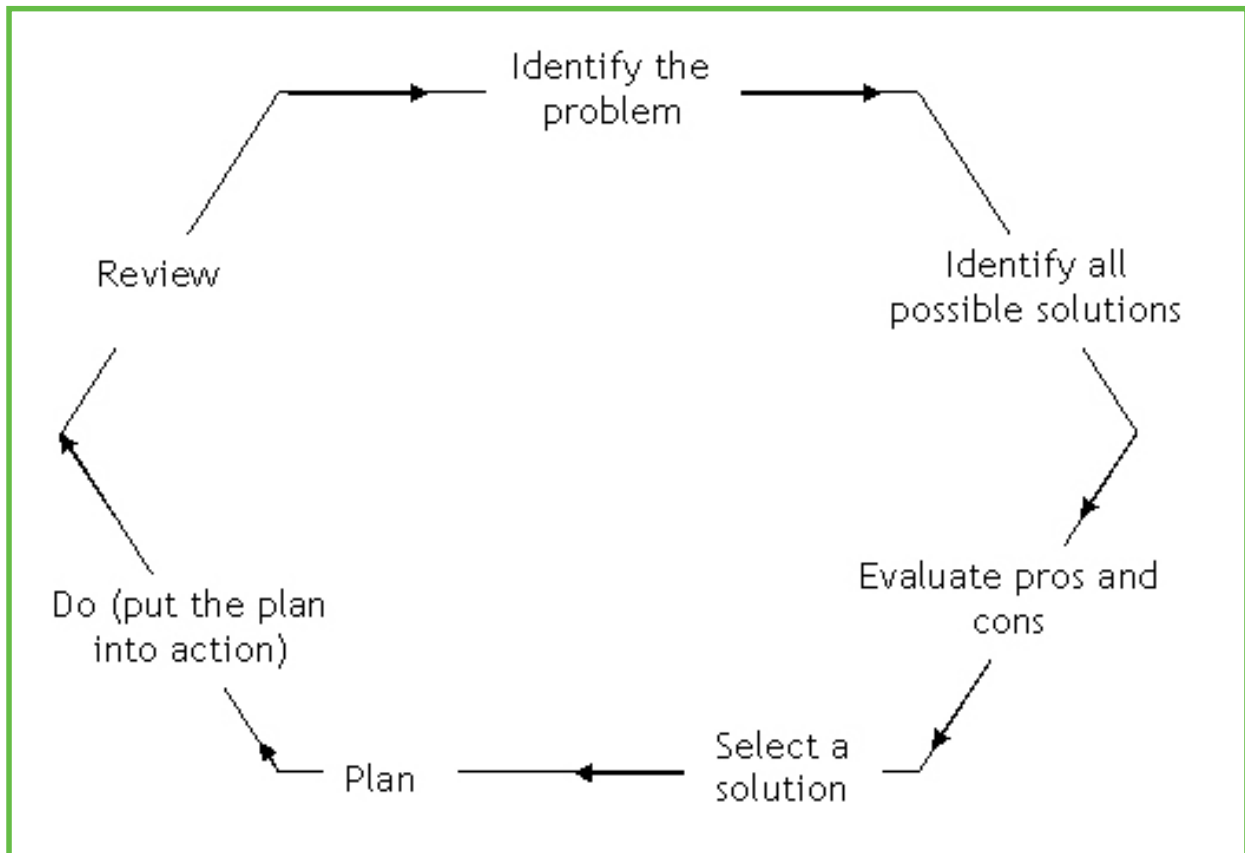 Identify the
problem
Identify all
possible solutions
Evaluate pros and
cons
Select a
solution
Plan
Do (put the plan
into action)
Review